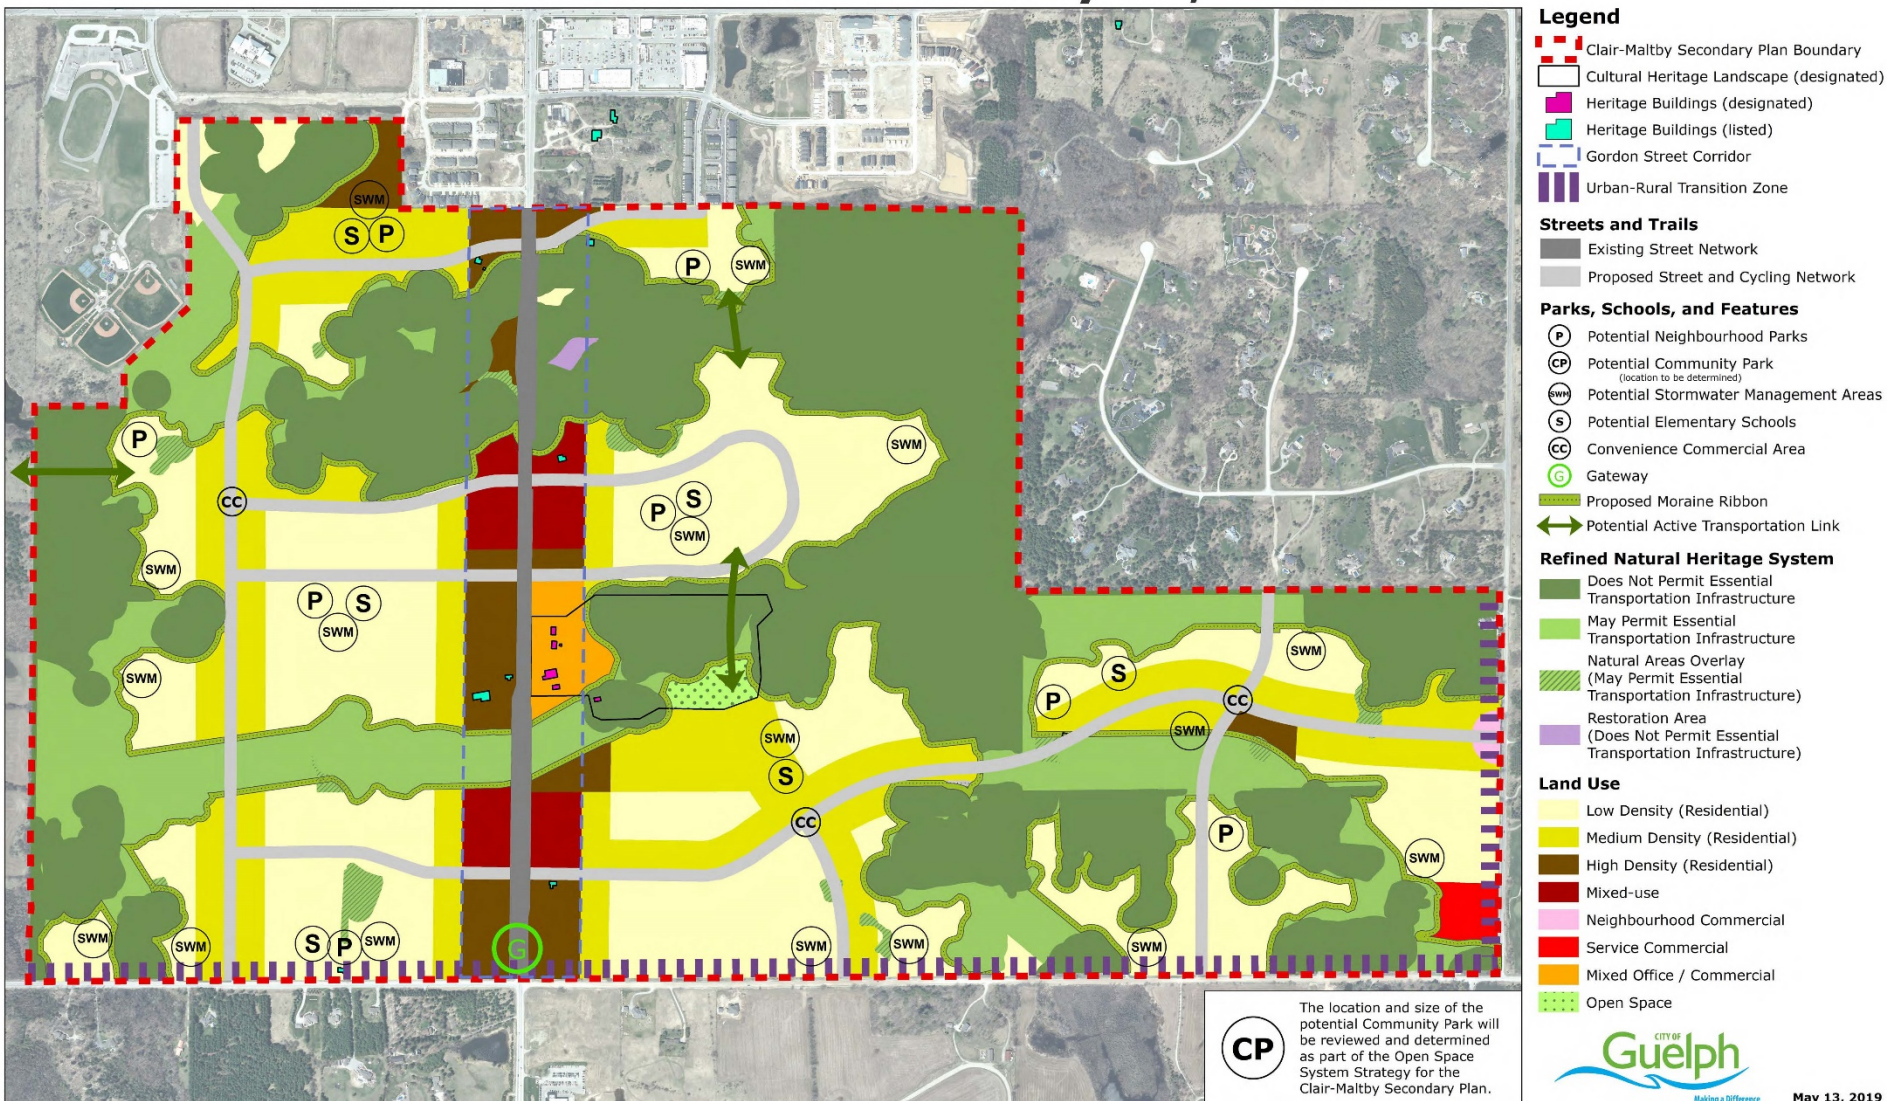 Legend
Clair-Maltby Secondary Plan Boundary
Cultural Heritage Landscape (designated)
Heritage Buildings (designated)
Heritage Buildings (listed)
Gordon Street Corridor
Urban-Rural Transition Zone
Streets and Trails
Existing Street Network
Proposed Street and Cycling Network
Parks, Schools, and Features
P Potential Neighbourhood Parks
CP Potential Community Park
(location to be determined)
SWM Potential Stormwater Management Areas
S Potential Elementary Schools
CC Convenience Commercial Area
G Gateway
Proposed Moraine Ribbon
Potential Active Transportation Link
Refined Natural Heritage System
Does Not Permit Essential
Transportation Infrastructure
May Permit Essential
Transportation Infrastructure
Natural Areas Overlay
(May Permit Essential
Transportation Infrastructure)
Restoration Area
(Does Not Permit Essential
Transportation Infrastructure)
Land Use
Low Density (Residential)
Medium Density (Residential)
High Density (Residential)
Mixed-use
Neighbourhood Commercial
Service Commercial
Mixed Office / Commercial
Open Space
CITY OF
Guelph
Making a Difference
May 13, 2019
SWM
S P
P SWM
P
SWM
CC
P S
SWM
SWM
P S
SWM
SWM
SWM
S
P
CC
SWM
SWM
S
CC
P
SWM
SWM
SWM
S P SWM
G
SWM
SWM
SWM
CP
The location and size of the
potential Community Park will
be reviewed and determined
as part of the Open Space
System Strategy for the
Clair-Maltby Secondary Plan.